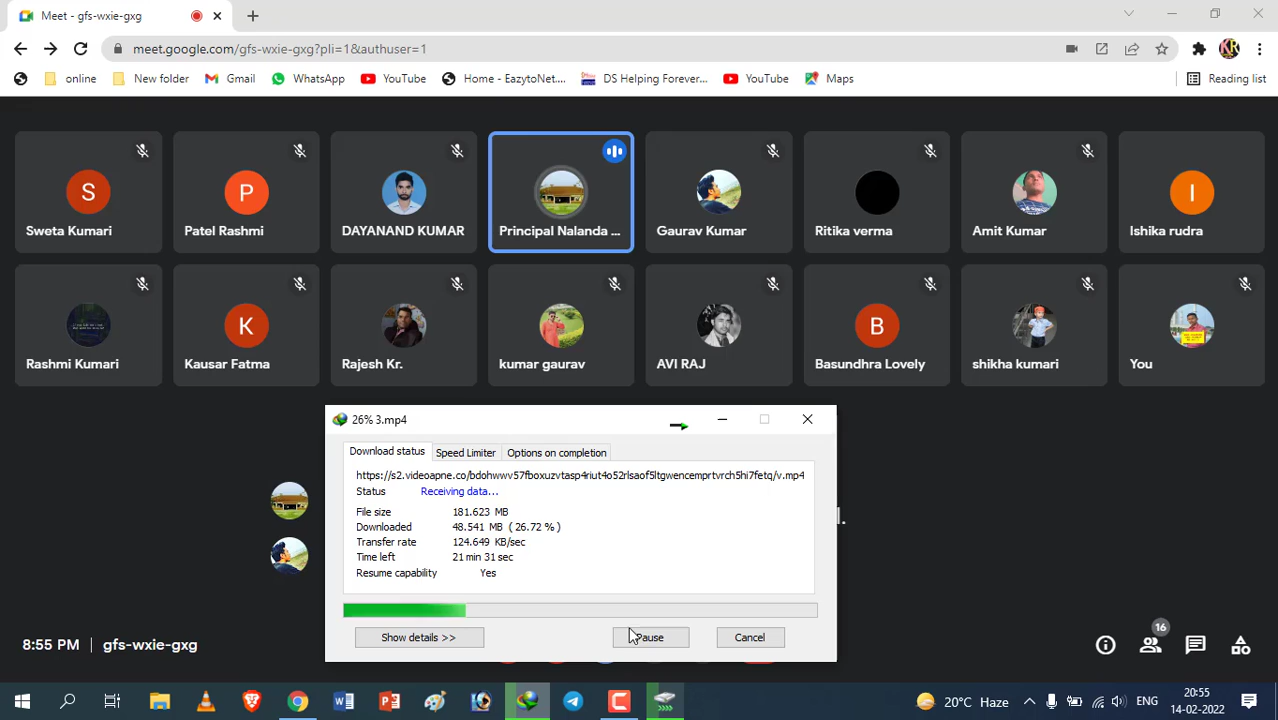 Meet - gfs-wxie-gxg
meet.google.com/gfs-wxie-gxg?pli=1&authuser=1
KR
online
New folder
Gmail
WhatsApp
YouTube
Home - EazytoNet....
DS Helping Forever...
YouTube
Maps
Reading list
S
Sweta Kumari
P
Patel Rashmi
DAYANAND KUMAR
Principal Nalanda ...
Gaurav Kumar
Ritika verma
Amit Kumar
I
Ishika rudra
Rashmi Kumari
K
Kausar Fatma
Rajesh Kr.
kumar gaurav
AVI RAJ
B
Basundhra Lovely
shikha kumari
You
26% 3.mp4
Download status
Speed Limiter
Options on completion
https://s2.videoapne.co/bdohwwv57fboxuzvtasp4riut4o52rlsaof5ltgwencemprtvrch5hi7fetq/v.mp4
Status Receiving data...
File size 181.623 MB
Downloaded 48.541 MB ( 26.72 % )
Transfer rate 124.649 KB/sec
Time left 21 min 31 sec
Resume capability Yes
Show details >>
Pause
Cancel
l.
8:55 PM
gfs-wxie-gxg
16
20°C Haze
ENG
20:55
14-02-2022